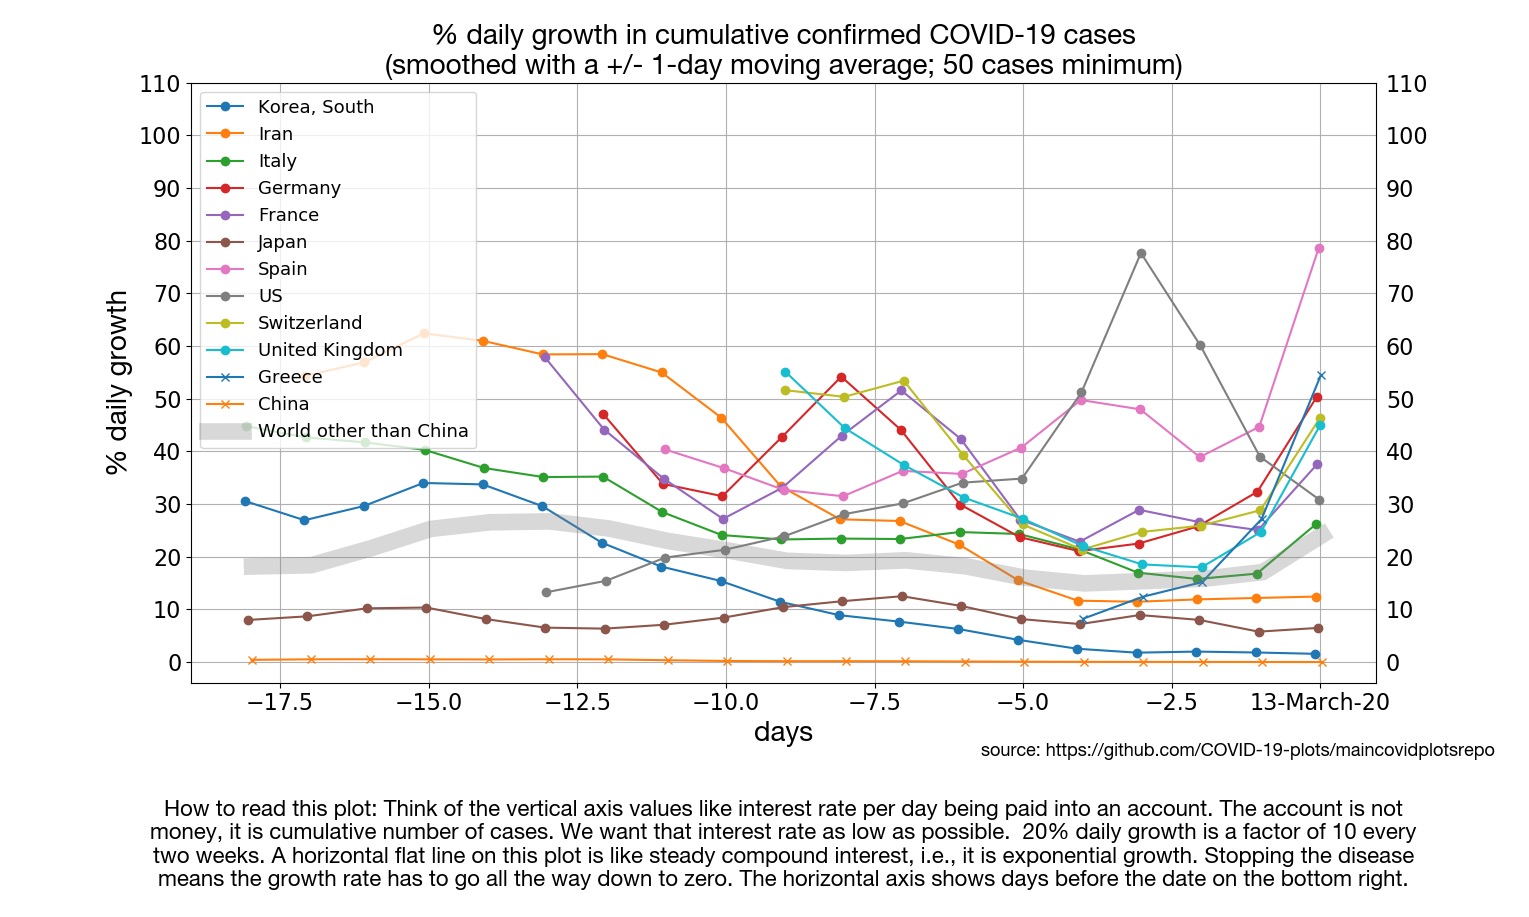 % daily growth in cumulative confirmed COVID-19 cases
(smoothed with a +/- 1-day moving average; 50 cases minimum)
110
100
90
80
70
60
50
40
30
20
10
0
% daily growth
Korea, South
Iran
Italy
Germany
France
Japan
Spain
US
Switzerland
United Kingdom
Greece
China
World other than China
110
100
90
80
70
60
50
40
30
20
10
0
−17.5 −15.0 −12.5 −10.0 −7.5 −5.0 −2.5 13-March-20
days
source: https://github.com/COVID-19-plots/maincovidplotsrepo
How to read this plot: Think of the vertical axis values like interest rate per day being paid into an account. The account is not
money, it is cumulative number of cases. We want that interest rate as low as possible.  20% daily growth is a factor of 10 every
two weeks. A horizontal flat line on this plot is like steady compound interest, i.e., it is exponential growth. Stopping the disease
means the growth rate has to go all the way down to zero. The horizontal axis shows days before the date on the bottom right.